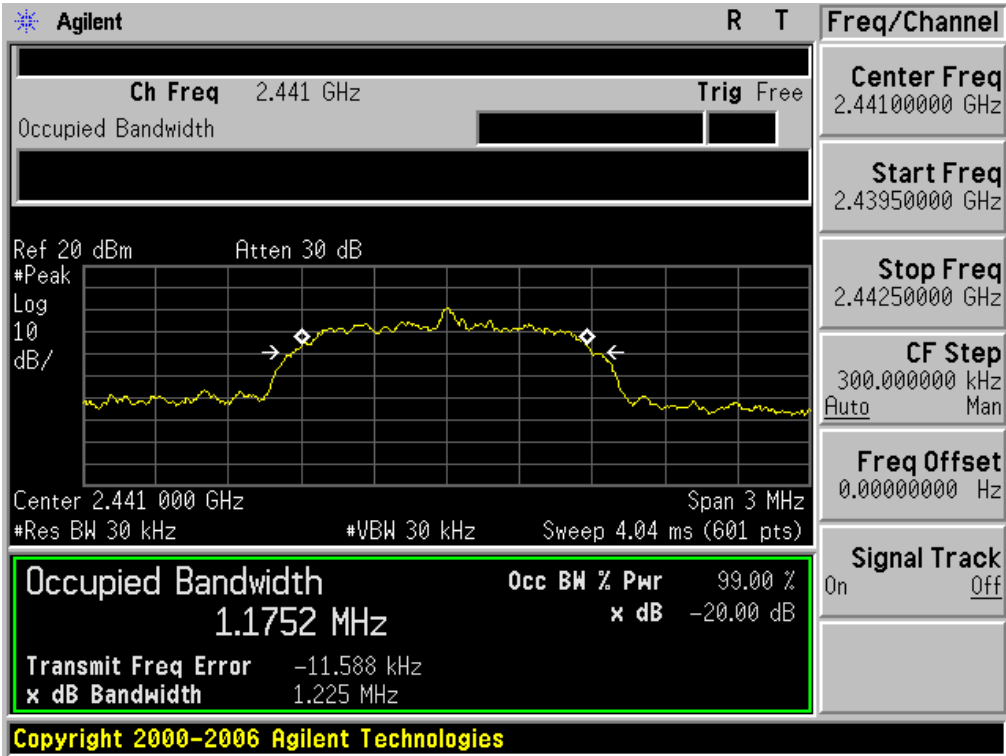 Agilent R T
Ch Freq 2.441 GHz Trig Free
Occupied Bandwidth
Ref 20 dBm Atten 30 dB
#Peak
Log
10
dB/
Center 2.441 000 GHz Span 3 MHz
#Res BW 30 kHz #VBW 30 kHz Sweep 4.04 ms (601 pts)
Occupied Bandwidth Occ BW % Pwr 99.00 %
1.1752 MHz x dB -20.00 dB
Transmit Freq Error -11.588 kHz
x dB Bandwidth 1.225 MHz
Copyright 2000-2006 Agilent Technologies
Freq/Channel
Center Freq
2.44100000 GHz
Start Freq
2.43950000 GHz
Stop Freq
2.44250000 GHz
CF Step
300.000000 kHz
Auto Man
Freq Offset
0.00000000 Hz
Signal Track
On Off